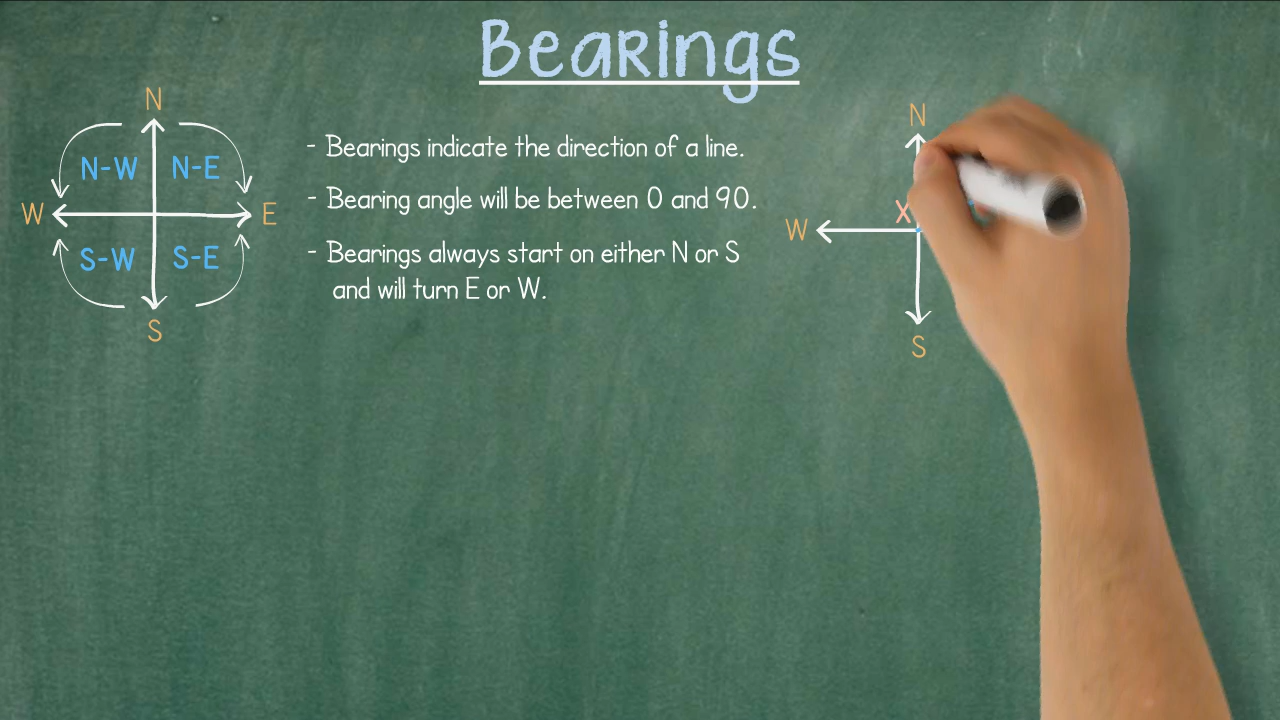 Bearings
N
N-W N-E
W E
S-W S-E
S
- Bearings indicate the direction of a line.
- Bearing angle will be between 0 and 90.
- Bearings always start on either N or S
and will turn E or W.
N
X
W
S